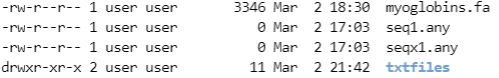 -rw-r--r-- 1 user user 3346 Mar 2 18:30 myoglobins.fa
-rw-r--r-- 1 user user 0 Mar 2 17:03 seq1.any
-rw-r--r-- 1 user user 0 Mar 2 17:03 seqx1.any
drwxr-xr-x 2 user user 11 Mar 2 21:42 txtfiles